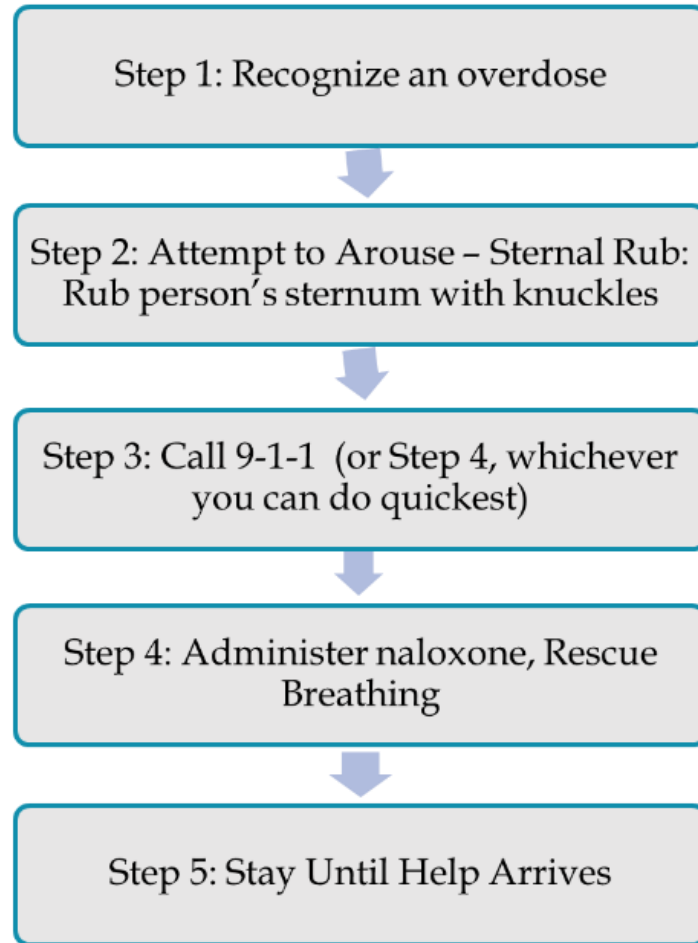 Step 1: Recognize an overdose
Step 2: Attempt to Arouse – Sternal Rub:
Rub person’s sternum with knuckles
Step 3: Call 9-1-1 (or Step 4, whichever
you can do quickest)
Step 4: Administer naloxone, Rescue
Breathing
Step 5: Stay Until Help Arrives